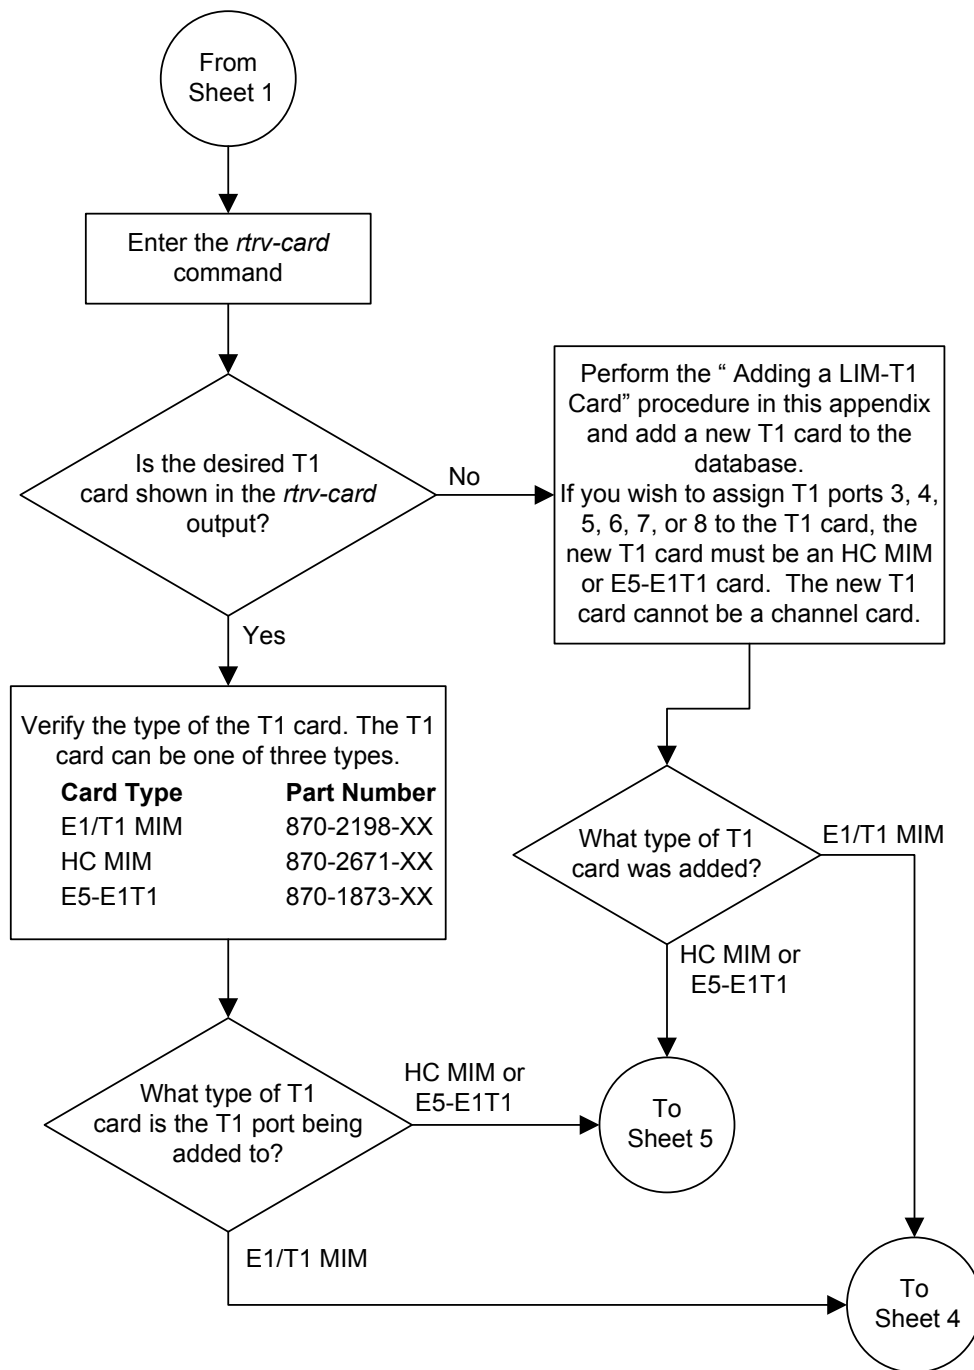 From
Sheet 1
Enter the rtrv-card
command
Is the desired T1
card shown in the rtrv-card
output?
No
Yes
Perform the “ Adding a LIM-T1
Card” procedure in this appendix
and add a new T1 card to the
database.
If you wish to assign T1 ports 3, 4,
5, 6, 7, or 8 to the T1 card, the
new T1 card must be an HC MIM
or E5-E1T1 card. The new T1
card cannot be a channel card.
Verify the type of the T1 card. The T1
card can be one of three types.
Card Type Part Number
E1/T1 MIM 870-2198-XX
HC MIM 870-2671-XX
E5-E1T1 870-1873-XX
What type of T1
card was added?
E1/T1 MIM
HC MIM or
E5-E1T1
What type of T1
card is the T1 port being
added to?
HC MIM or
E5-E1T1
To
Sheet 5
E1/T1 MIM
To
Sheet 4